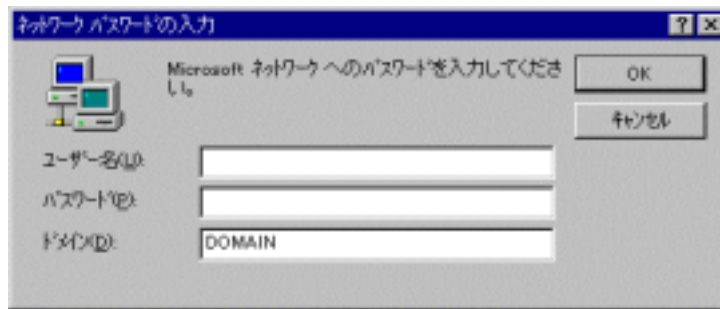 ネットワーク パスワードの入力
Microsoft ネットワーク へのパスワードを入力してくださ
い。
OK
キャンセル
ユーザー名(U):
パスワード(P):
ドメイン(D):
DOMAIN